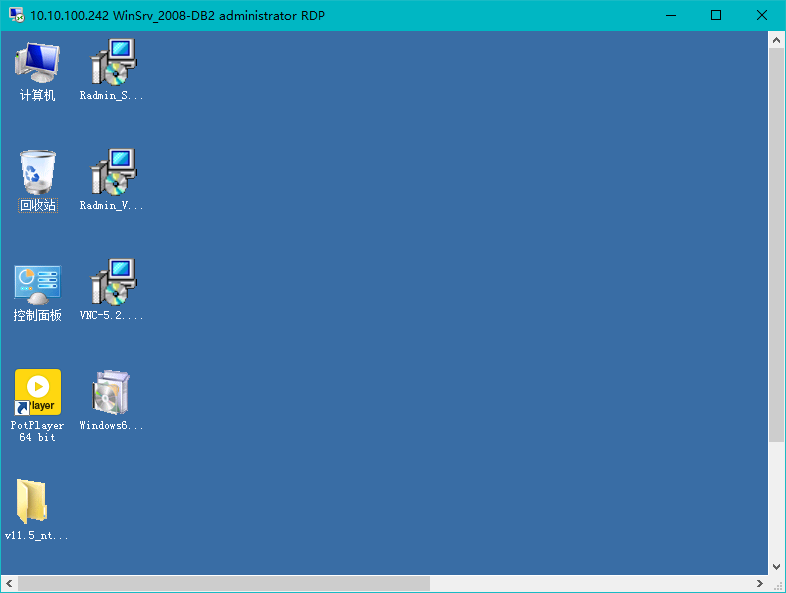 10.10.100.242 WinSrv_2008-DB2 administrator RDP
计算机
Radmin_S...
回收站
Radmin_V...
控制面板
VNC-5.2....
Player
PotPlayer
64 bit
Windows6...
v11.5_nt...